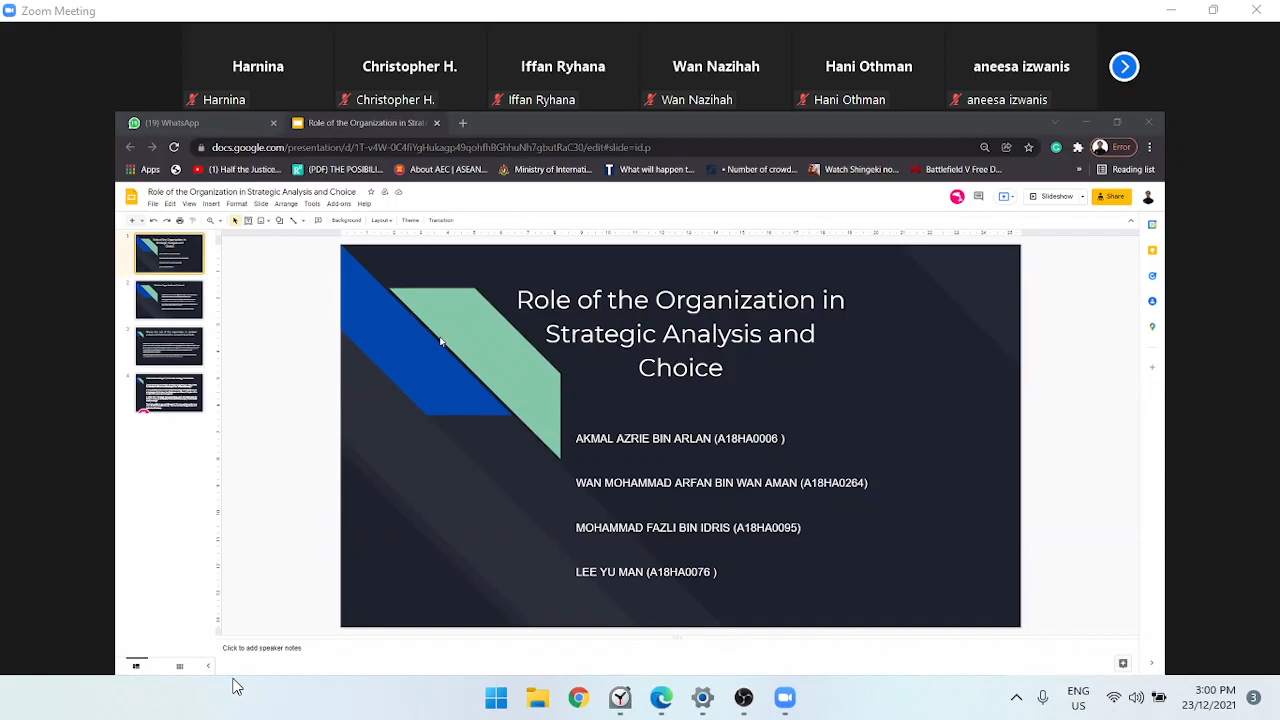 Zoom Meeting
Harnina
Christopher H.
Iffan Ryhana
Wan Nazihah
Hani Othman
aneesa izwanis
Harnina
Christopher H.
Iffan Ryhana
Wan Nazihah
Hani Othman
aneesa izwanis
(19) WhatsApp
Role of the Organization in Strat
docs.google.com/presentation/d/
Error
Apps
(1) Half the Justice...
(PDF) THE POSIBILI...
About AEC | ASEAN...
Ministry of Internati...
What will happen t...
• Number of crowd...
Watch Shingeki no...
Battlefield V Free D...
»
Reading list
Role of the Organization in Strategic Analysis and Choice
Slideshow
Share
File Edit View Insert Format Slide Arrange Tools Add-ons Help
Background Layout Theme Transition
Role of the Organization in
Strategic Analysis and
Choice
AKMAL AZRIE BIN ARLAN (A18HA0006 )
WAN MOHAMMAD ARFAN BIN WAN AMAN (A18HA0264)
MOHAMMAD FAZLI BIN IDRIS (A18HA0095)
LEE YU MAN (A18HA0076 )
Click to add speaker notes
ENG
US
3:00 PM
23/12/2021
3